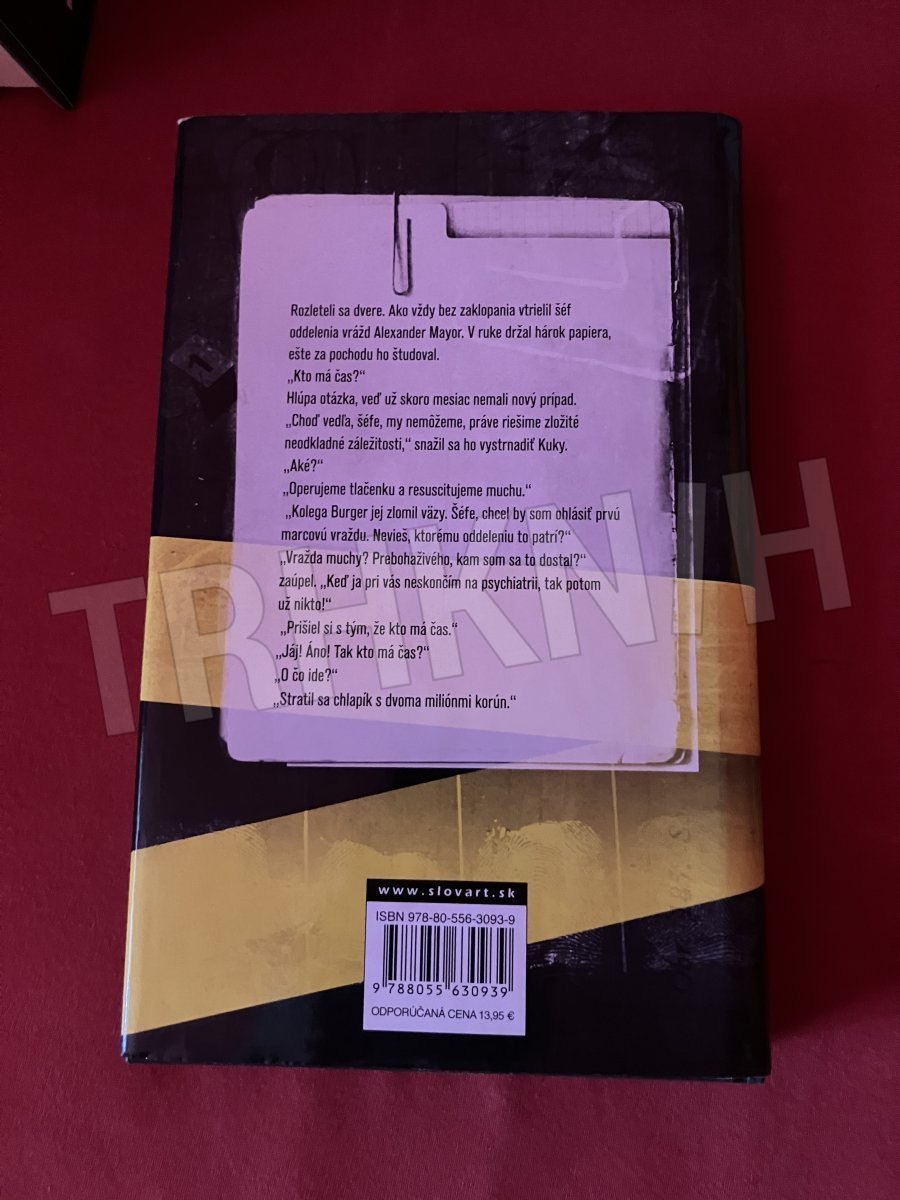 Rozleteli sa dvere. Ako vždy bez zaklopania vtrielil šéf
oddelenia vrážd Alexander Mayor. V ruke držal hárok papiera,
ešte za pochodu ho študoval.
„Kto má čas?“
Hlúpa otázka, veď už skoro mesiac nemali nový prípad.
„Choď vedľa, šéfe, my nemôžeme, práve riešime zložité
neodkladné záležitosti,“ snažil sa ho vystrnadiť Kuky.
„Aké?“
„Operujeme tlačenku a resuscitujeme muchu.“
„Kolega Burger jej zlomil väzy. Šéfe, chcel by som ohlásiť prvú
marcovú vraždu. Nevieš, ktorému oddeleniu to patrí?“
„Vražda muchy? Prebohaživého, kam som sa to dostal?“
zaúpel. „Keď ja pri vás neskončím na psychiatrii, tak potom
už nikto!“
„Prišiel si s tým, že kto má čas.“
„Jáj! Áno! Tak kto má čas?“
„O čo ide?“
„Stratil sa chlapík s dvoma miliónmi korún.“
TRHKNIH
www.slovart.sk
ISBN 978-80-556-3093-9
9 788055 630939
ODPORÚČANÁ CENA 13,95 €